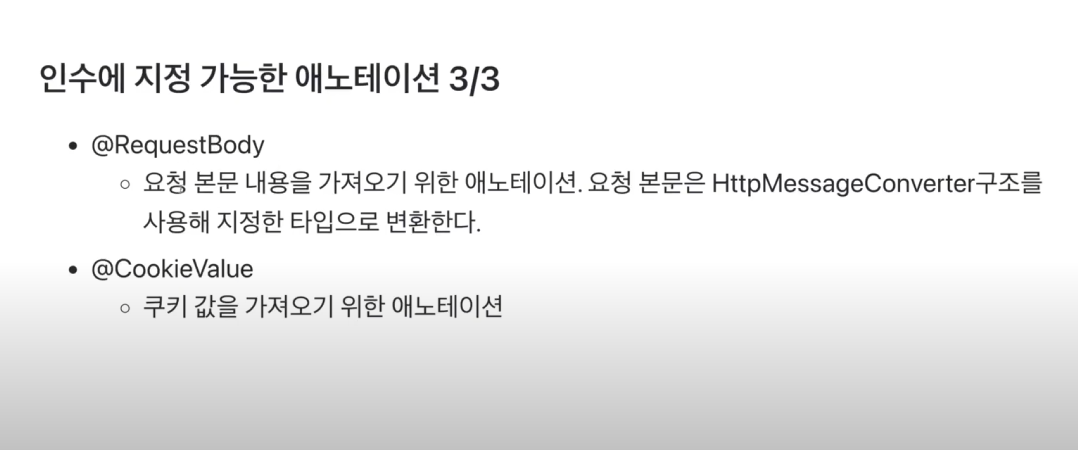 인수에 지정 가능한 애노테이션 3/3
• @RequestBody
◦ 요청 본문 내용을 가져오기 위한 애노테이션. 요청 본문은 HttpMessageConverter구조를
사용해 지정한 타입으로 변환한다.
• @CookieValue
◦ 쿠키 값을 가져오기 위한 애노테이션